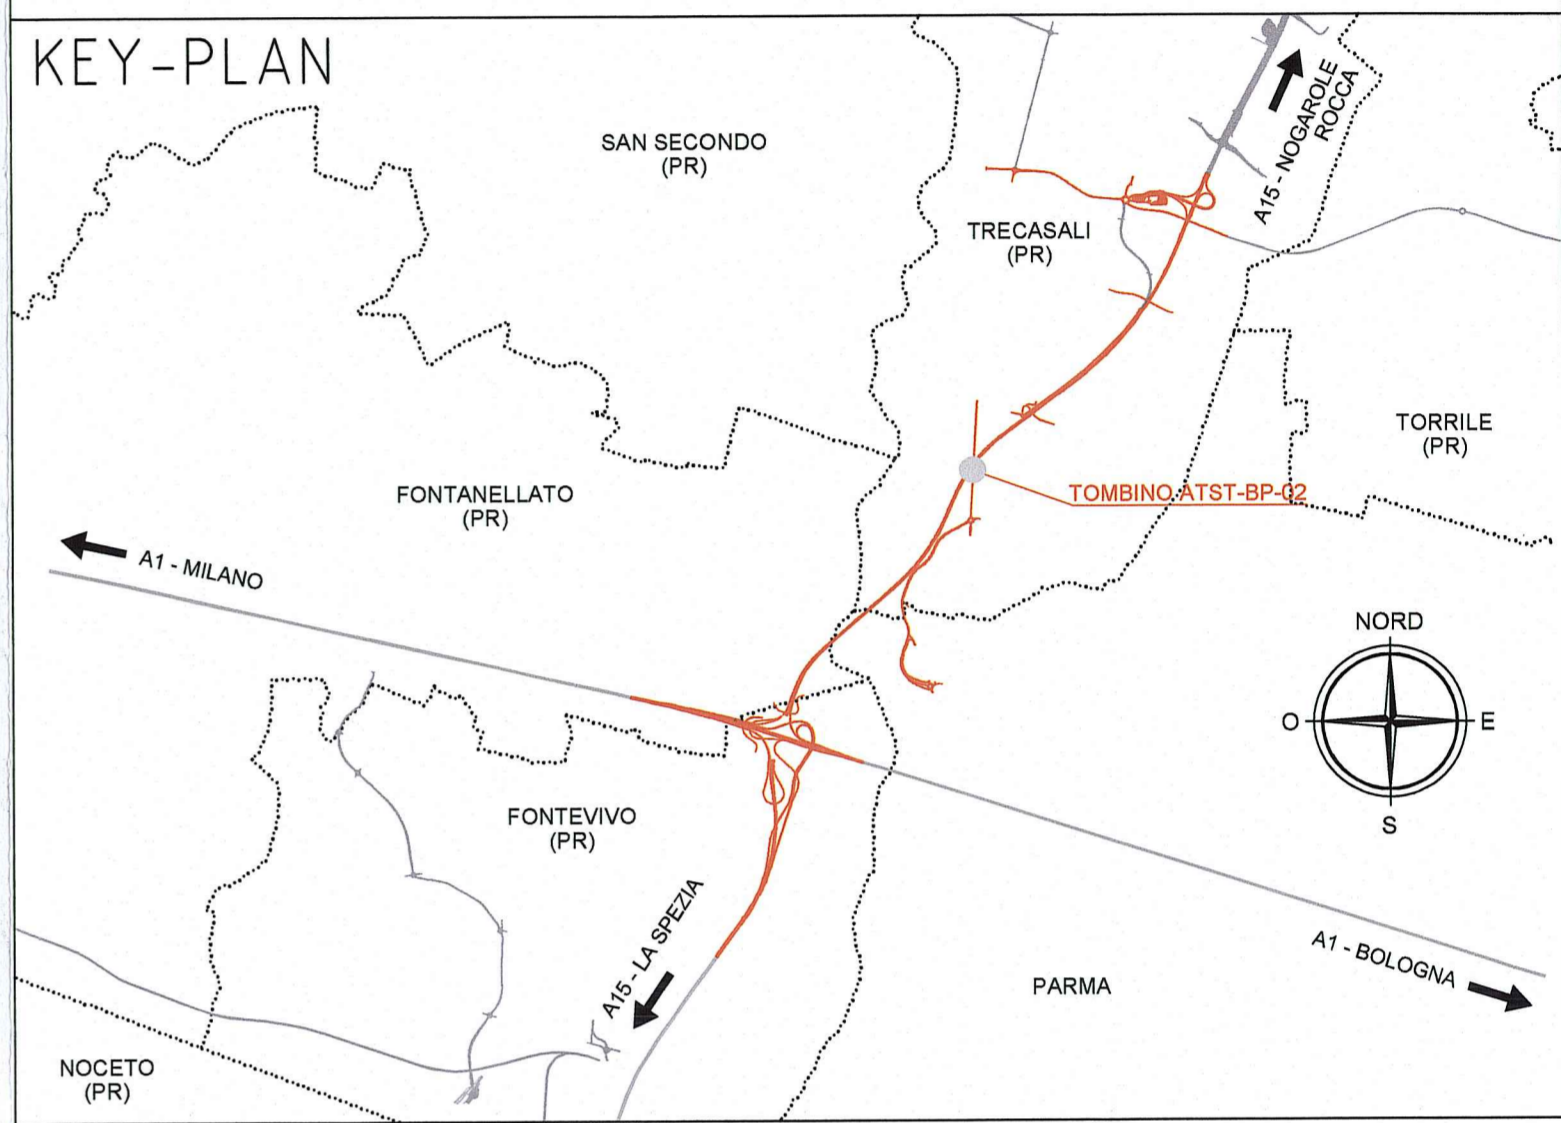 KEY-PLAN
SAN SECONDO
(PR)
A15 - NOGAROLE
ROCCA
TRECASALI
(PR)
TORRILE
(PR)
FONTANELLATO
(PR)
TOMBINO ATST-BP-02
A1 - MILANO
NORD
O
E
S
FONTEVIVO
(PR)
A15 - LA SPEZIA
A1 - BOLOGNA
PARMA
NOCETO
(PR)